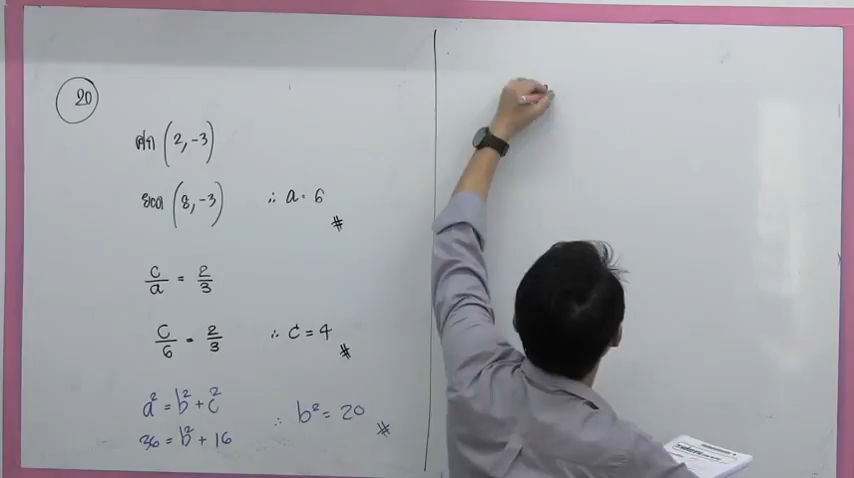 20
ศก (2, -3)
ยอด (8, -3) ∴ a = 6 #
c/a = 2/3
c/6 = 2/3 ∴ c = 4 #
a² = b² + c²
36 = b² + 16 ∴ b² = 20 #